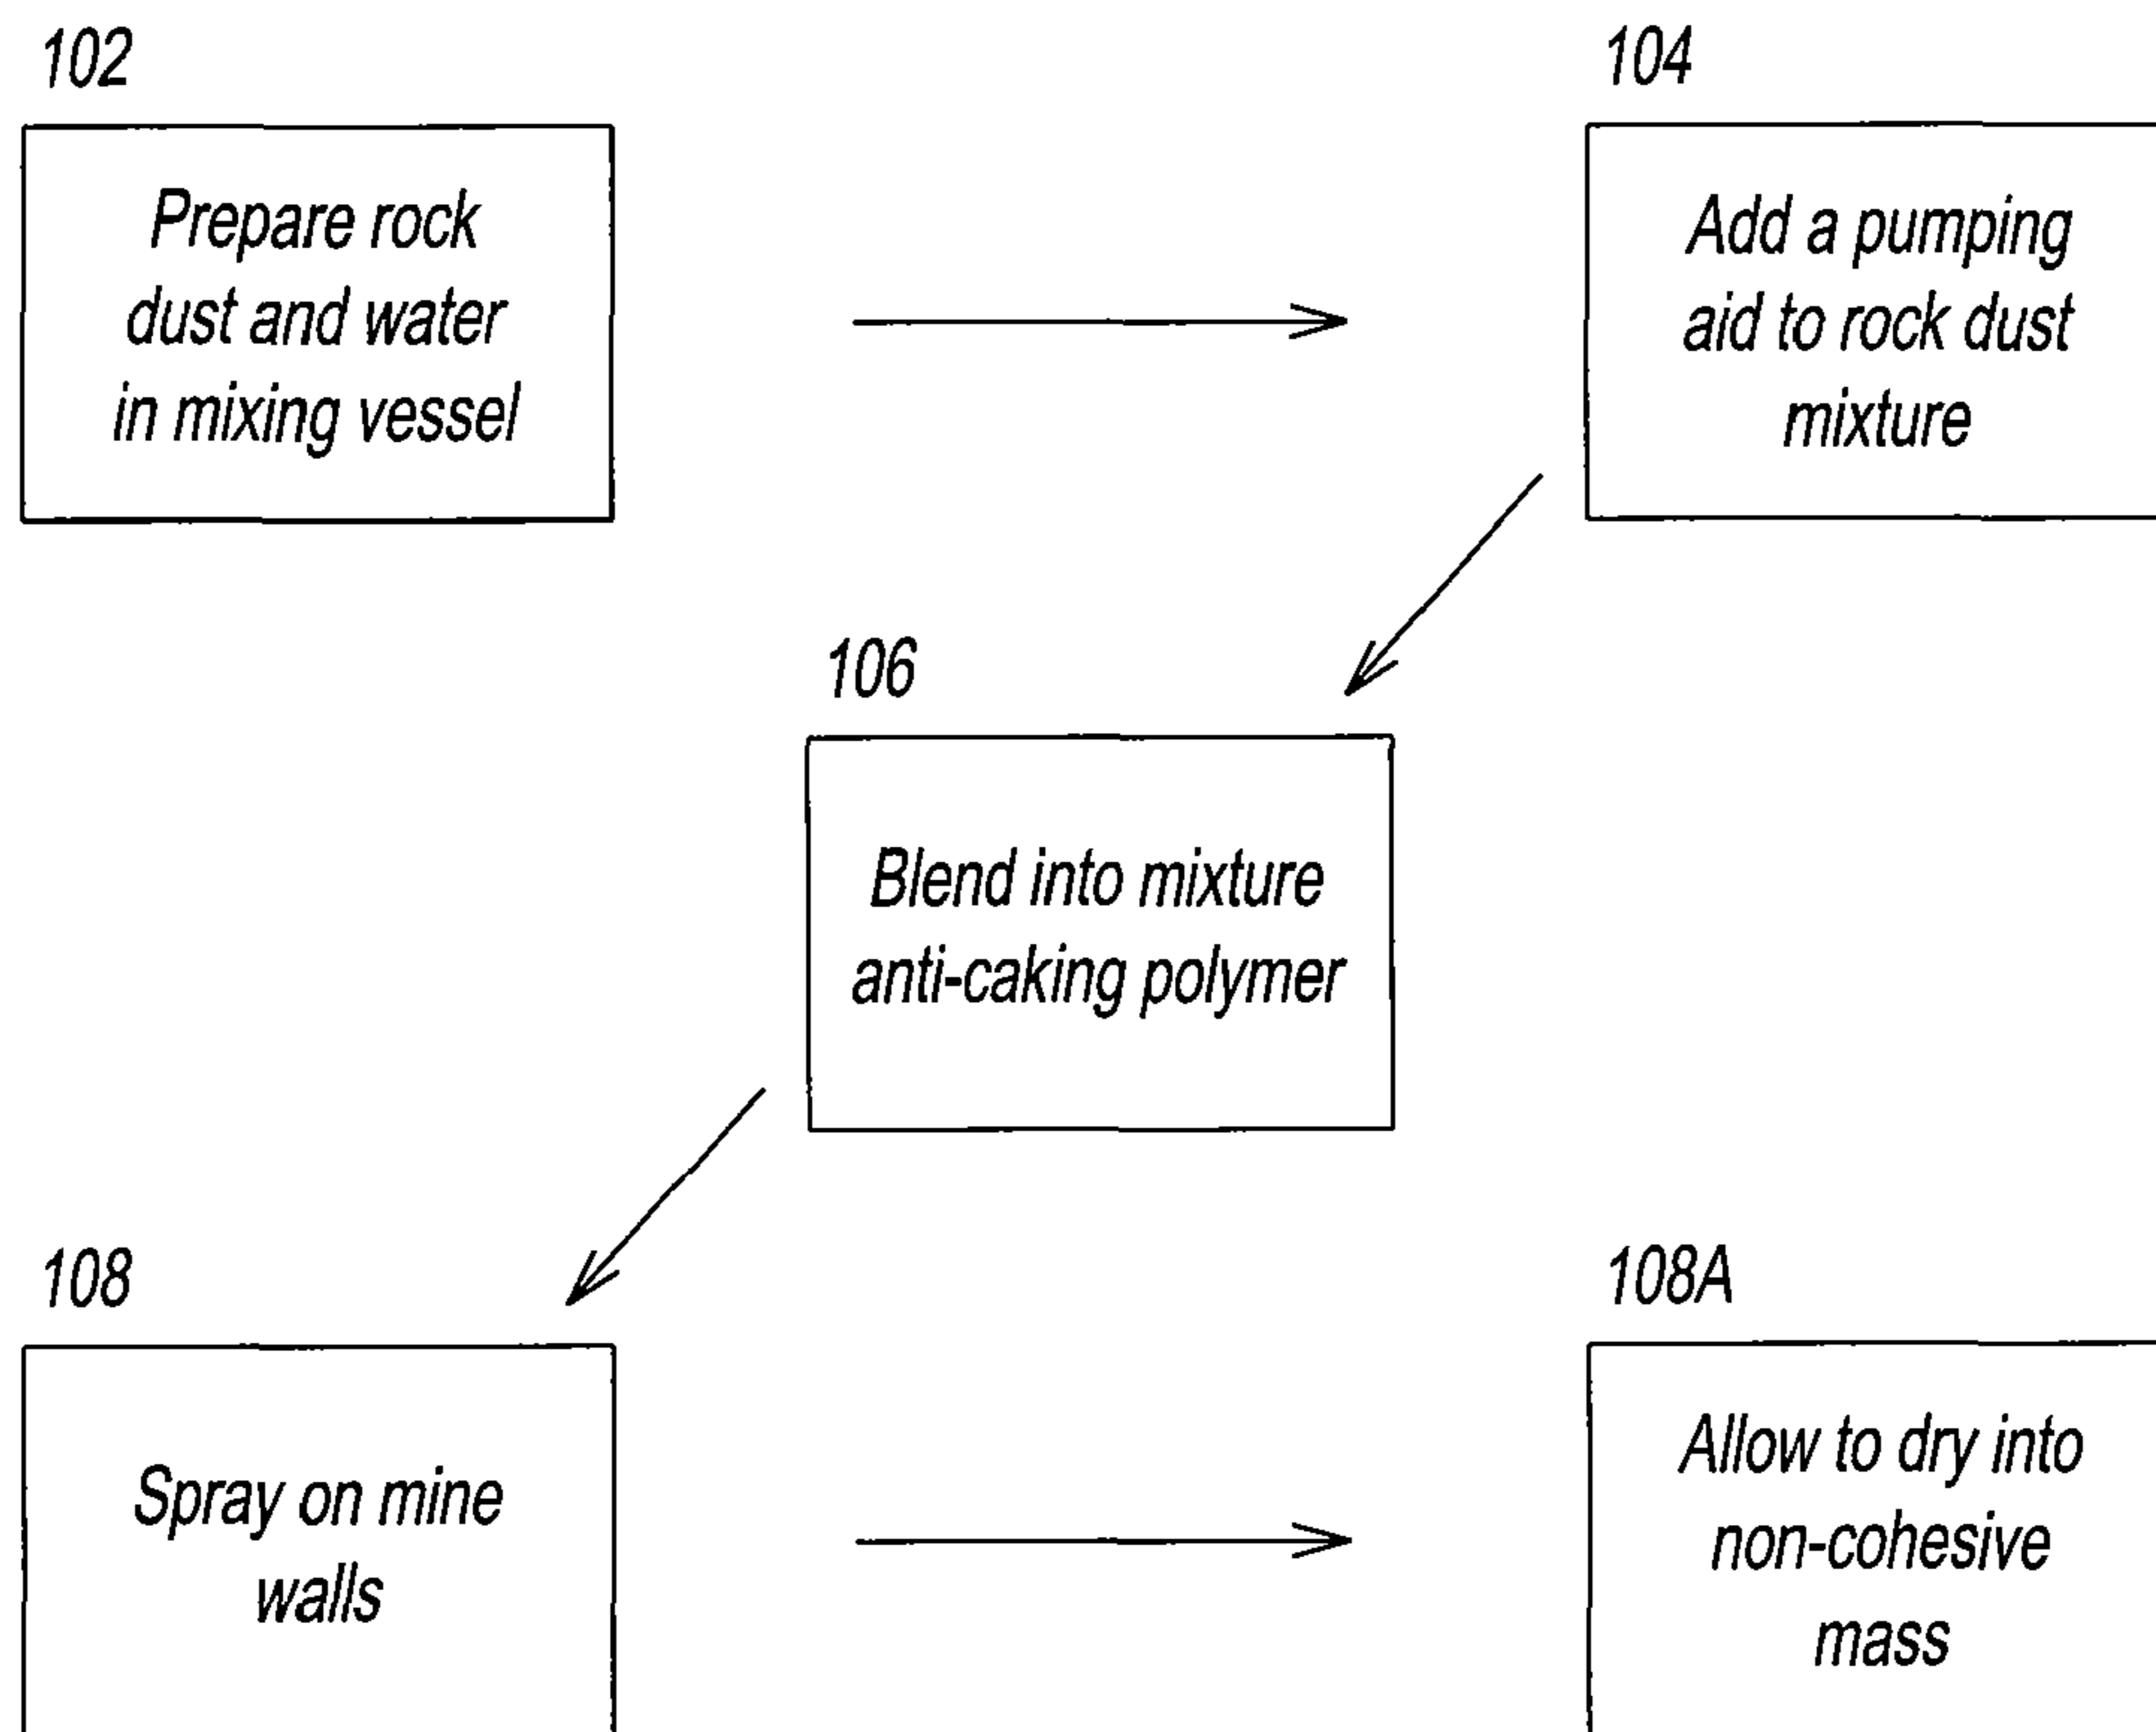 102
Prepare rock
dust and water
in mixing vessel
104
Add a pumping
aid to rock dust
mixture
106
Blend into mixture
anti-caking polymer
108
Spray on mine
walls
108A
Allow to dry into
non-cohesive
mass